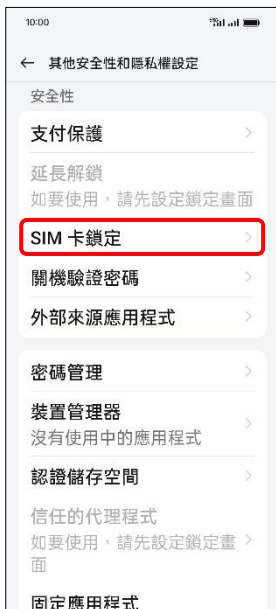 10:00
← 其他安全性和隱私權設定
安全性
支付保護
延長解鎖
如要使用，請先設定鎖定畫面
SIM 卡鎖定
關機驗證密碼
外部來源應用程式
密碼管理
裝置管理器
沒有使用中的應用程式
認證儲存空間
信任的代理程式
如要使用，請先設定鎖定畫
面
固定應用程式